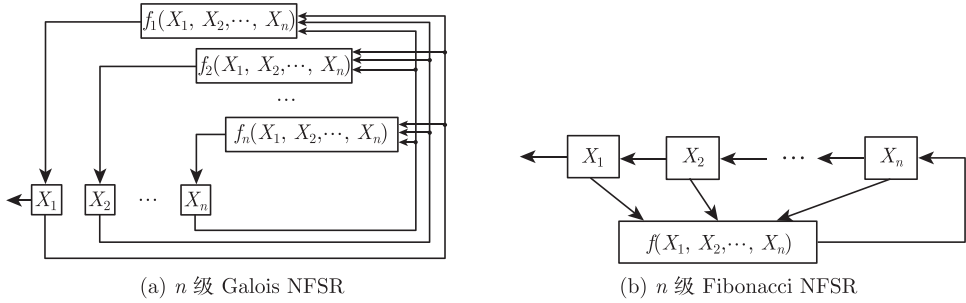 f₁(X₁, X₂,⋯, Xₙ)
f₂(X₁, X₂,⋯, Xₙ)
⋯
fₙ(X₁, X₂,⋯, Xₙ)
X₁ X₂ ⋯ Xₙ
(a) n 级 Galois NFSR
X₁ X₂ ⋯ Xₙ
f(X₁, X₂,⋯, Xₙ)
(b) n 级 Fibonacci NFSR